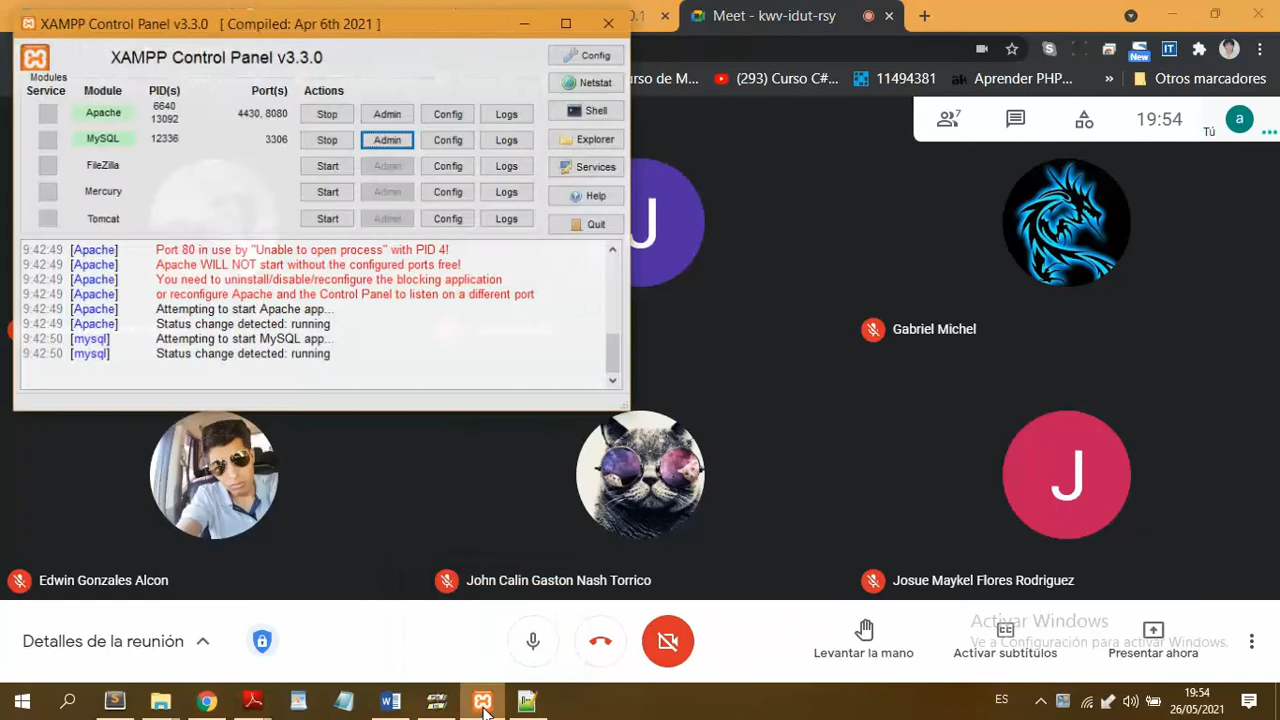 XAMPP Control Panel v3.3.0 [ Compiled: Apr 6th 2021 ]
0.1
Meet - kwv-idut-rsy
XAMPP Control Panel v3.3.0
Config
Modules
Service Module PID(s) Port(s) Actions
Netstat
Apache 6640
13092 4430, 8080 Stop Admin Config Logs
Shell
MySQL 12336 3306 Stop Admin Config Logs
Explorer
FileZilla Start Admin Config Logs
Services
Mercury Start Admin Config Logs
Help
Tomcat Start Admin Config Logs
Quit
9:42:49 [Apache] Port 80 in use by "Unable to open process" with PID 4!
9:42:49 [Apache] Apache WILL NOT start without the configured ports free!
9:42:49 [Apache] You need to uninstall/disable/reconfigure the blocking application
9:42:49 [Apache] or reconfigure Apache and the Control Panel to listen on a different port
9:42:49 [Apache] Attempting to start Apache app...
9:42:49 [Apache] Status change detected: running
9:42:50 [mysql] Attempting to start MySQL app...
9:42:50 [mysql] Status change detected: running
New
IT
urso de M...
(293) Curso C#...
11494381
Aprender PHP...
»
Otros marcadores
7
19:54
Tú
a
J
Gabriel Michel
J
Edwin Gonzales Alcon
John Calin Gaston Nash Torrico
Josue Maykel Flores Rodriguez
Detalles de la reunión
Levantar la mano
CC
Activar subtítulos
Presentar ahora
Activar Windows
Ve a Configuración para activar Windows.
ES
19:54
26/05/2021